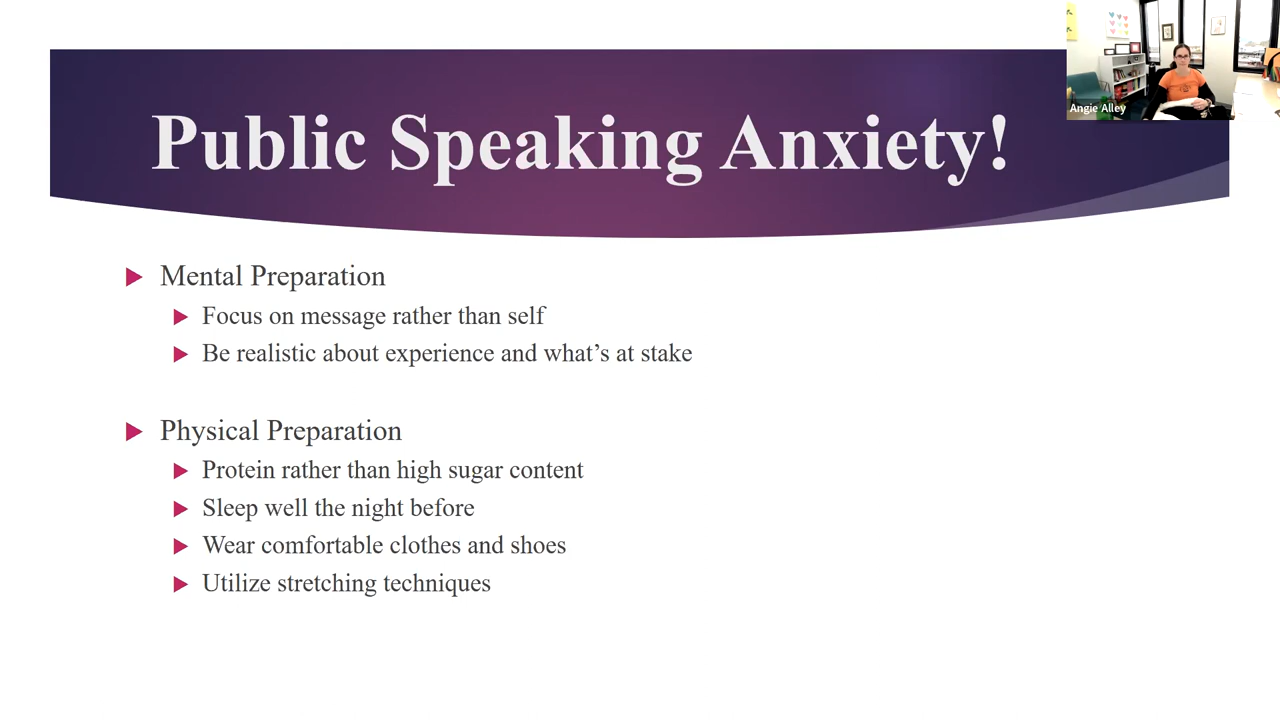 Public Speaking Anxiety!
Angie Alley
Mental Preparation
Focus on message rather than self
Be realistic about experience and what’s at stake
Physical Preparation
Protein rather than high sugar content
Sleep well the night before
Wear comfortable clothes and shoes
Utilize stretching techniques